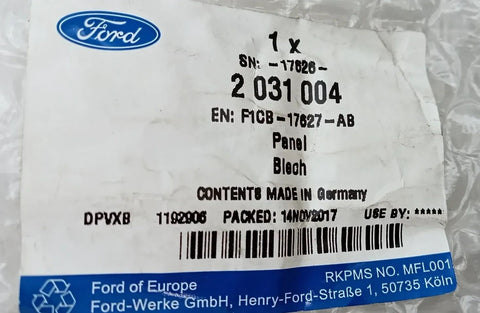 Ford
1 x
SN: -17626-
2 031 004
EN: F1CB-17627-AB
Panel
Blech
CONTENTS MADE IN Germany
DPVXB 1192906 PACKED: 14NOV2017 USE BY: *****
RKPMS NO. MFL001
Ford of Europe
Ford-Werke GmbH, Henry-Ford-Straße 1, 50735 Köln